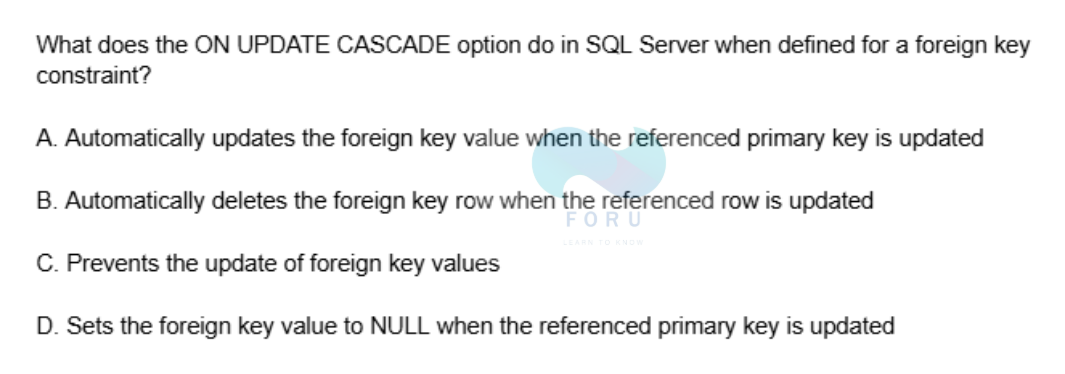 What does the ON UPDATE CASCADE option do in SQL Server when defined for a foreign key
constraint?
A. Automatically updates the foreign key value when the referenced primary key is updated
B. Automatically deletes the foreign key row when the referenced row is updated
FORU
LEARN TO KNOW
C. Prevents the update of foreign key values
D. Sets the foreign key value to NULL when the referenced primary key is updated